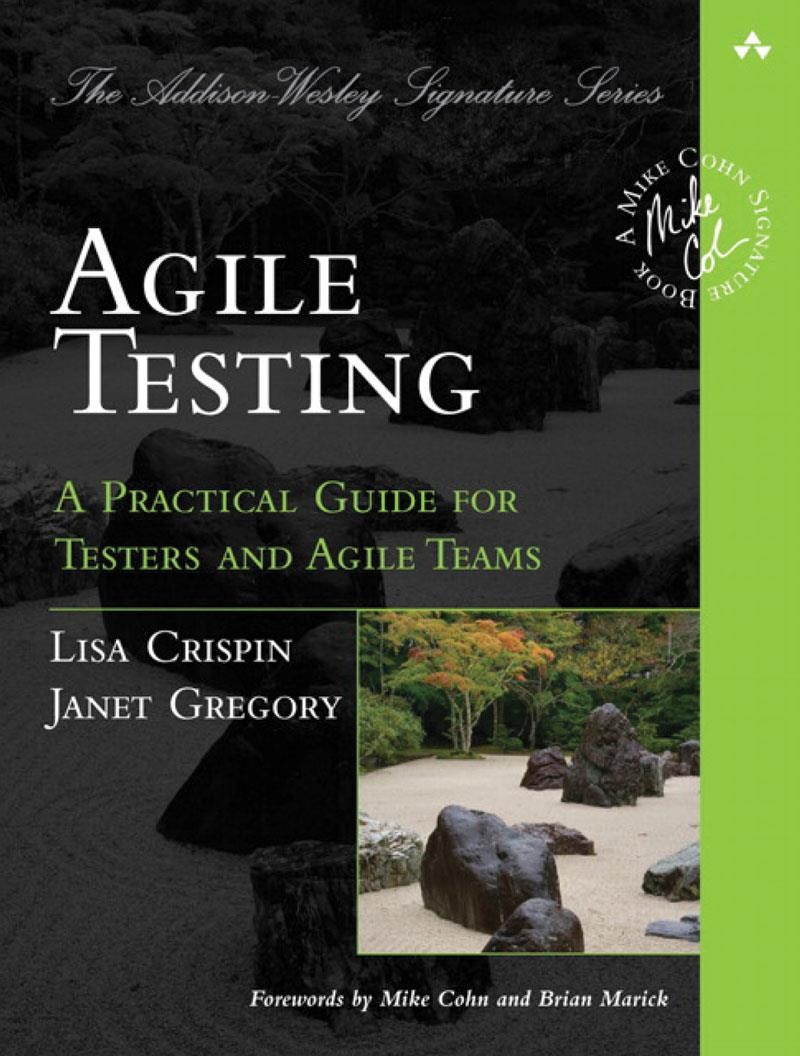 The Addison-Wesley Signature Series
A MIKE COHN SIGNATURE BOOK
Mike
Coh
AGILE
TESTING
A PRACTICAL GUIDE FOR
TESTERS AND AGILE TEAMS
LISA CRISPIN
JANET GREGORY
Forewords by Mike Cohn and Brian Marick